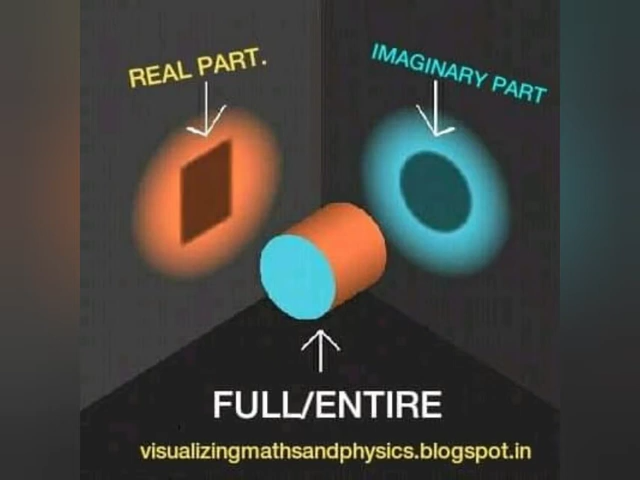 REAL PART.
IMAGINARY PART
FULL/ENTIRE
visualizingmathsandphysics.blogspot.in